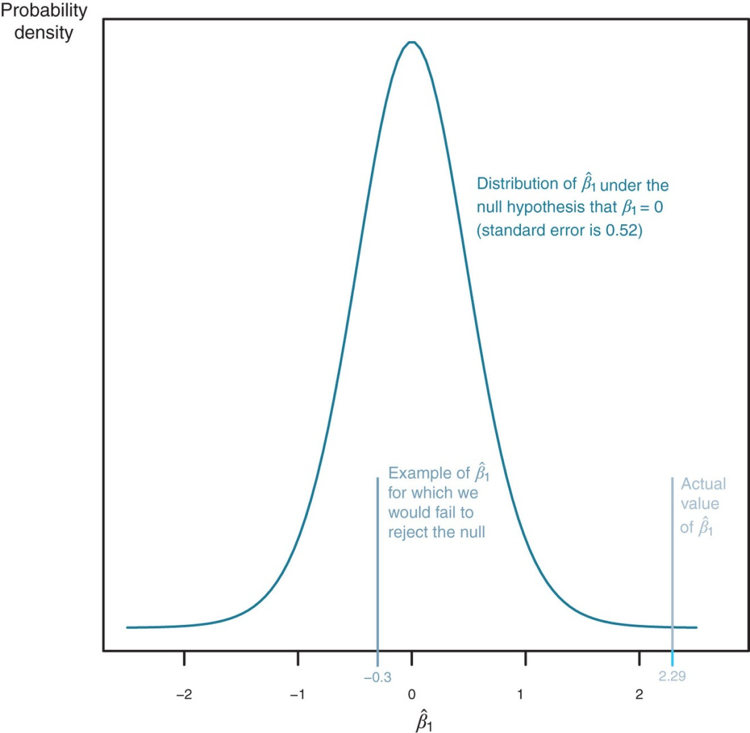 Probability
density
Distribution of β̂₁ under the
null hypothesis that β₁ = 0
(standard error is 0.52)
Example of β̂₁
for which we
would fail to
reject the null
Actual
value
of β̂₁
−0.3
2.29
−2
−1
0
1
2
β̂₁